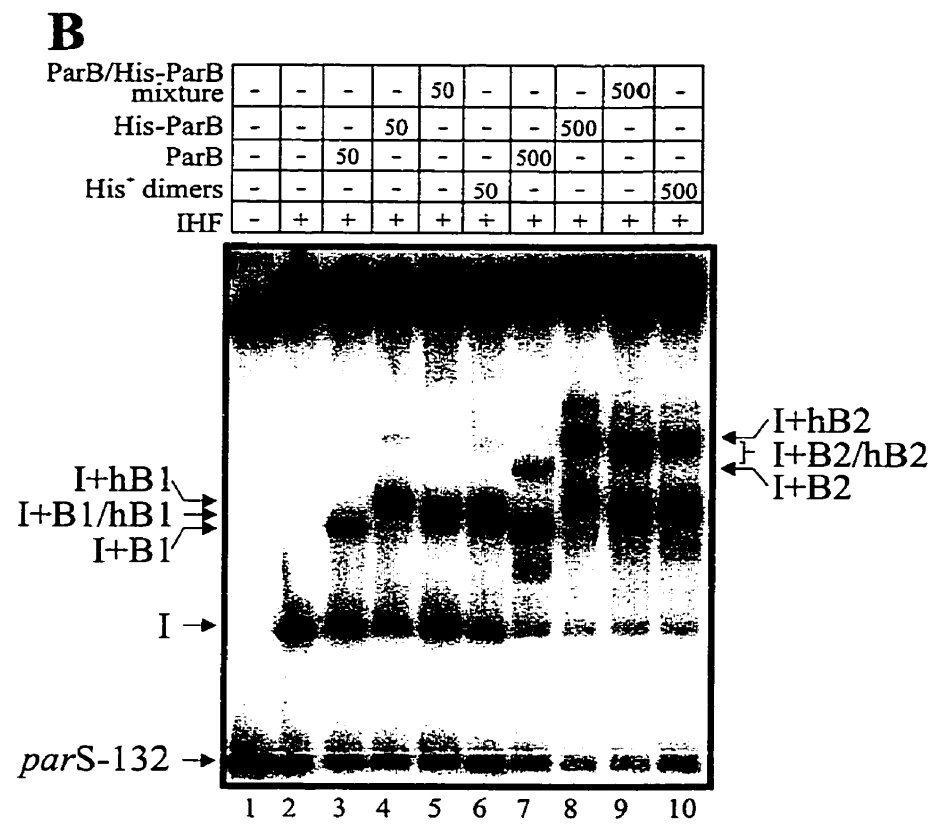 B
ParB/His-ParB
mixture - - - - 50 - - - 500 -
His-ParB - - - 50 - - - 500 - -
ParB - - 50 - - - 500 - - -
His+ dimers - - - - - 50 - - - 500
IHF - + + + + + + + + +
I+hB1
I+B1/hB1
I+B1
I
parS-132
I+hB2
I+B2/hB2
I+B2
1 2 3 4 5 6 7 8 9 10